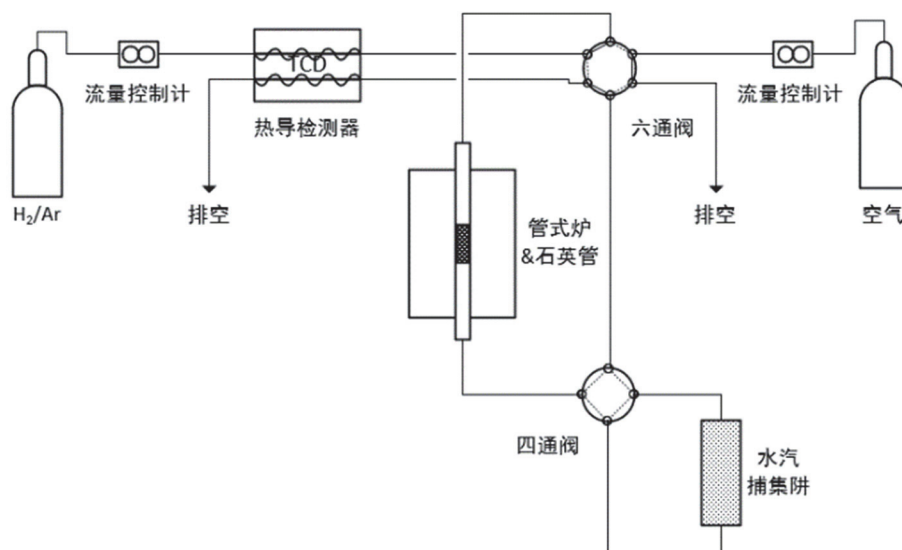 TCD
流量控制计
热导检测器
六通阀
流量控制计
H₂/Ar
排空
排空
空气
管式炉
&石英管
四通阀
水汽
捕集阱